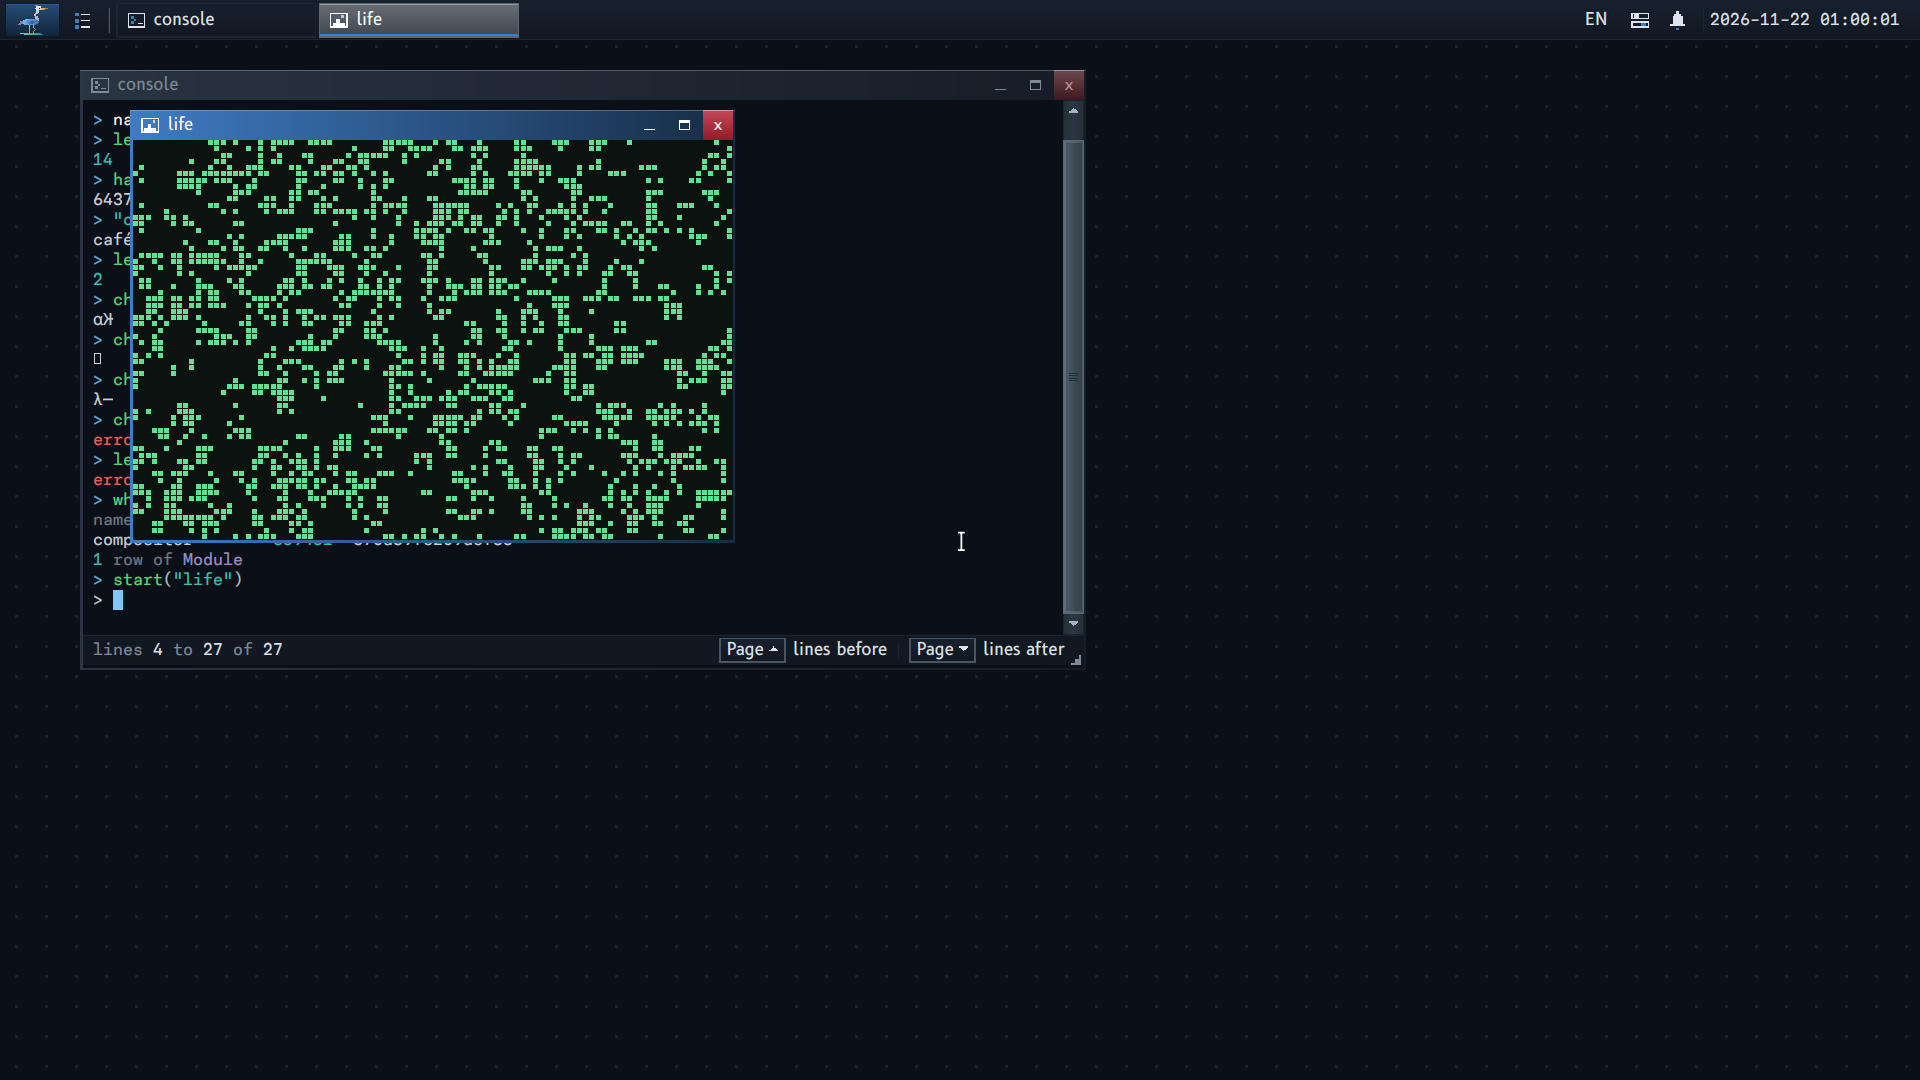 console
life
EN
2026-11-22 01:00:01
console
x
life
x
> na
> le
14
> ha
6437
> "c
café
> le
2
> ch
> ch
> ch
λ—
> ch
erro
> le
erro
> wh
name
1 row of Module
> start("life")
>
lines 4 to 27 of 27
Page lines before
Page lines after